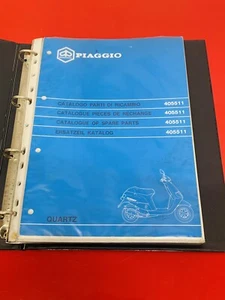 PIAGGIO
CATALOGO PARTI DI RICAMBIO 405511
CATALOGUE PIECES DE RECHANGE 405511
CATALOGUE OF SPARE PARTS 405511
ERSATZEIL KATALOG 405511
QUARTZ